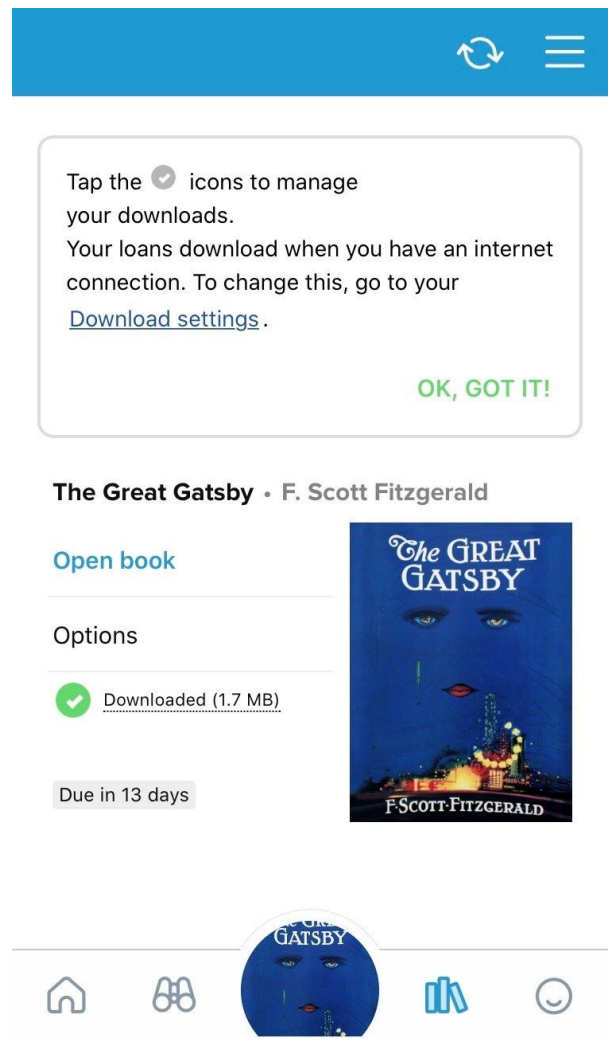 Tap the icons to manage
your downloads.
Your loans download when you have an internet
connection. To change this, go to your
Download settings.
OK, GOT IT!
The Great Gatsby • F. Scott Fitzgerald
Open book
The GREAT
GATSBY
Options
Downloaded (1.7 MB)
Due in 13 days
F·SCOTT·FITZGERALD
The GREAT
GATSBY